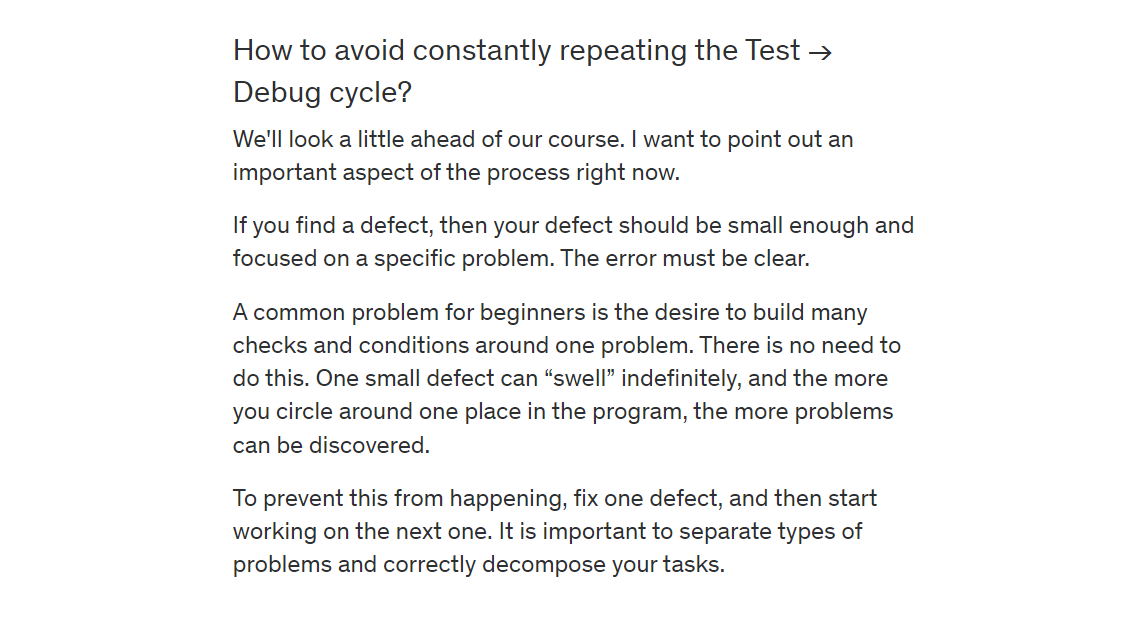 How to avoid constantly repeating the Test →
Debug cycle?
We'll look a little ahead of our course. I want to point out an
important aspect of the process right now.
If you find a defect, then your defect should be small enough and
focused on a specific problem. The error must be clear.
A common problem for beginners is the desire to build many
checks and conditions around one problem. There is no need to
do this. One small defect can “swell” indefinitely, and the more
you circle around one place in the program, the more problems
can be discovered.
To prevent this from happening, fix one defect, and then start
working on the next one. It is important to separate types of
problems and correctly decompose your tasks.